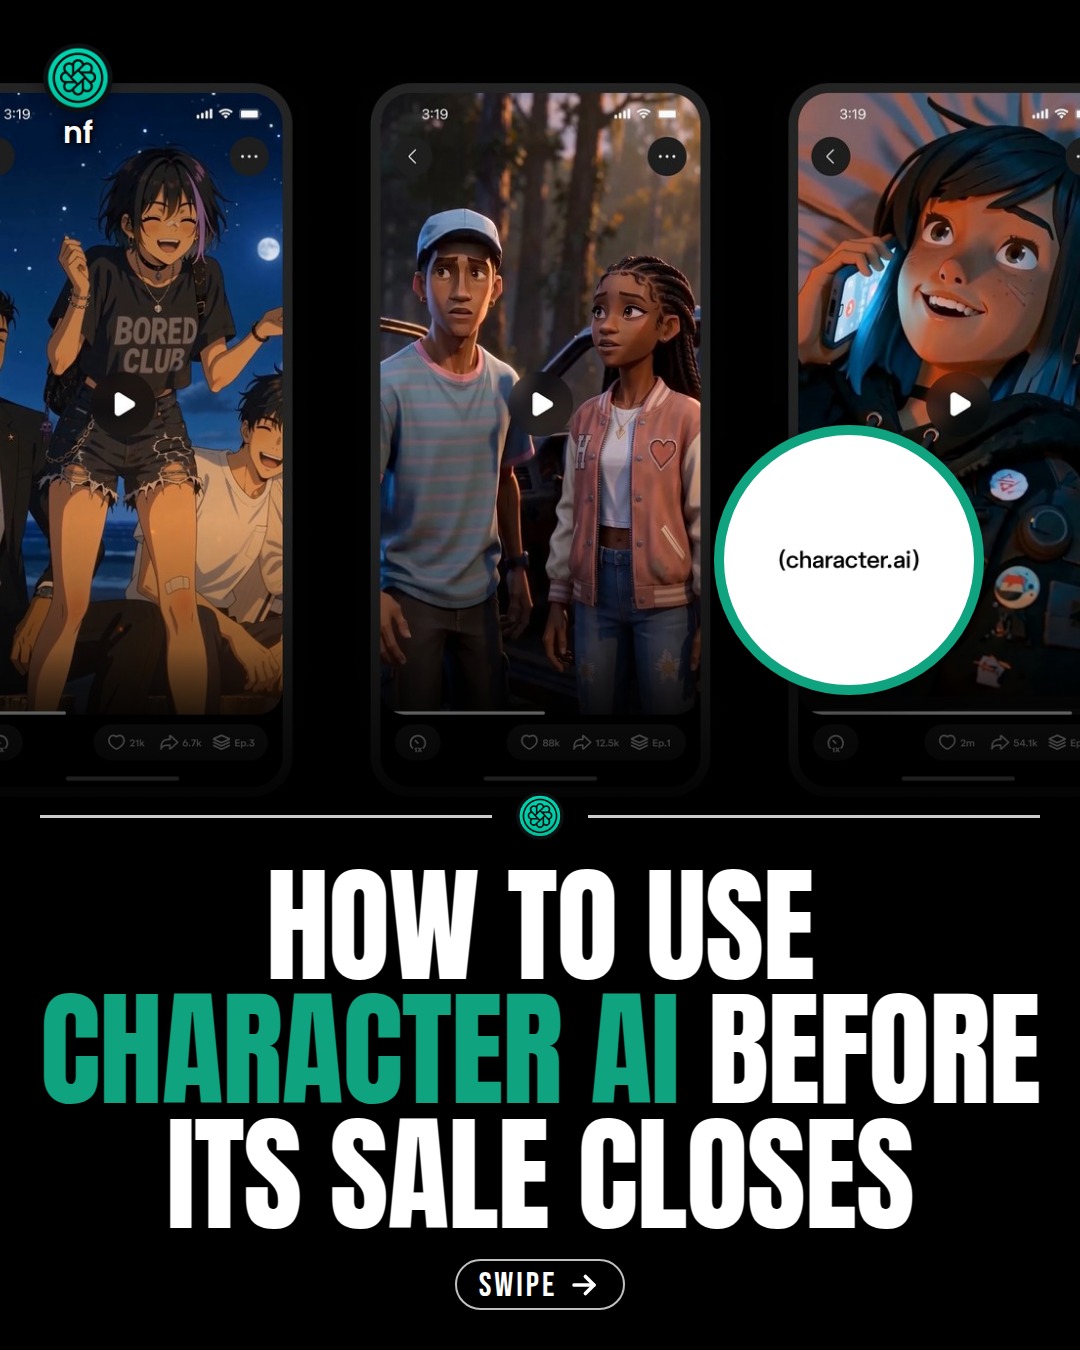 nf
3:19
BORED
CLUB
21k 6.7k Ep.3
3:19
H
1x
88k 12.5k Ep.1
3:19
(character.ai)
2m 54.1k
HOW TO USE
CHARACTER AI BEFORE
ITS SALE CLOSES
SWIPE